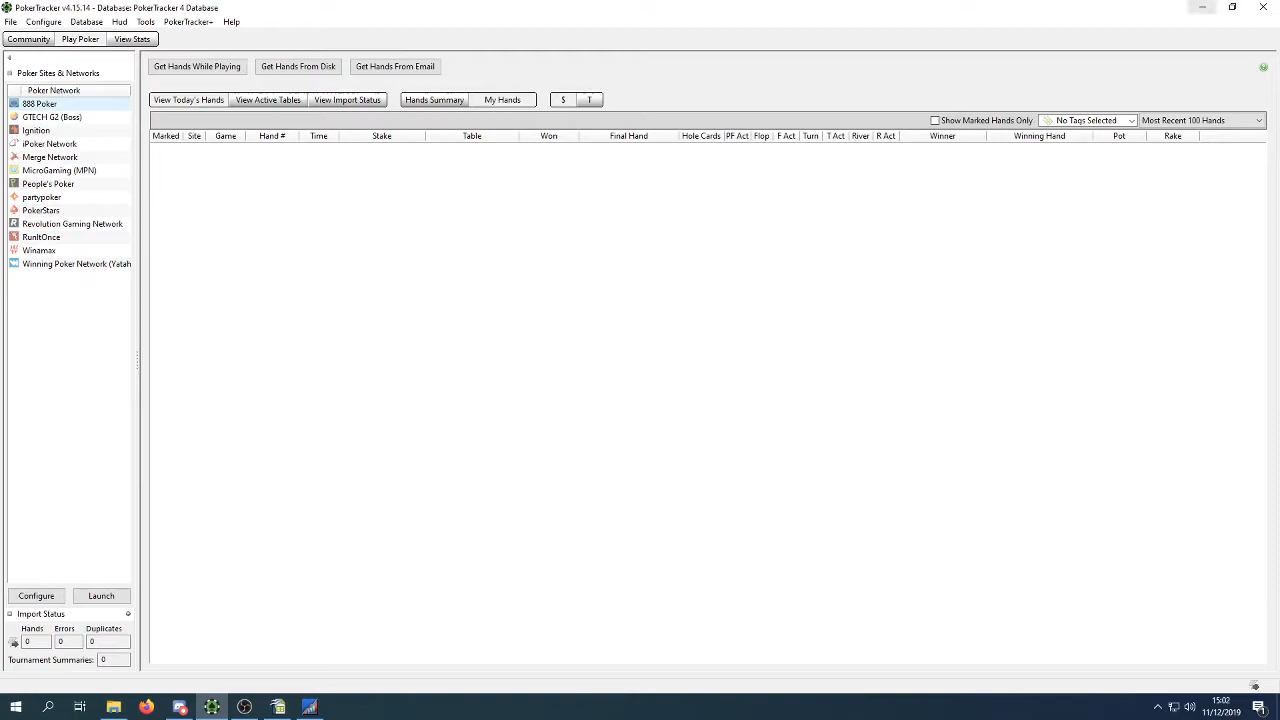 PokerTracker v4.15.14 - Database: PokerTracker 4 Database
File Configure Database Hud Tools PokerTracker+ Help
Community Play Poker View Stats
Poker Sites & Networks
Poker Network
888 Poker
GTECH G2 (Boss)
Ignition
iPoker Network
Merge Network
MicroGaming (MPN)
People's Poker
partypoker
PokerStars
Revolution Gaming Network
RunItOnce
Winamax
Winning Poker Network (Yatah
Configure Launch
Import Status
Hands Errors Duplicates
0 0 0
Tournament Summaries: 0
Get Hands While Playing Get Hands From Disk Get Hands From Email
View Today's Hands View Active Tables View Import Status Hands Summary My Hands $ T
Show Marked Hands Only No Tags Selected Most Recent 100 Hands
Marked Site Game Hand # Time Stake Table Won Final Hand Hole Cards PF Act Flop F Act Turn T Act River R Act Winner Winning Hand Pot Rake
15:02
11/12/2019
1